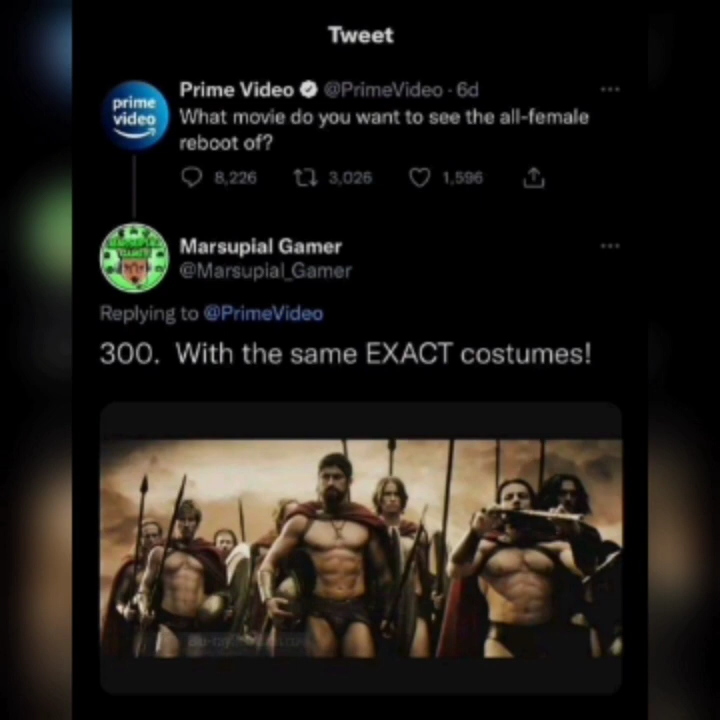 Tweet
prime
video
Prime Video @PrimeVideo · 6d
What movie do you want to see the all-female
reboot of?
8,226 3,026 1,596
Marsupial Gamer
@Marsupial_Gamer
Replying to @PrimeVideo
300. With the same EXACT costumes!